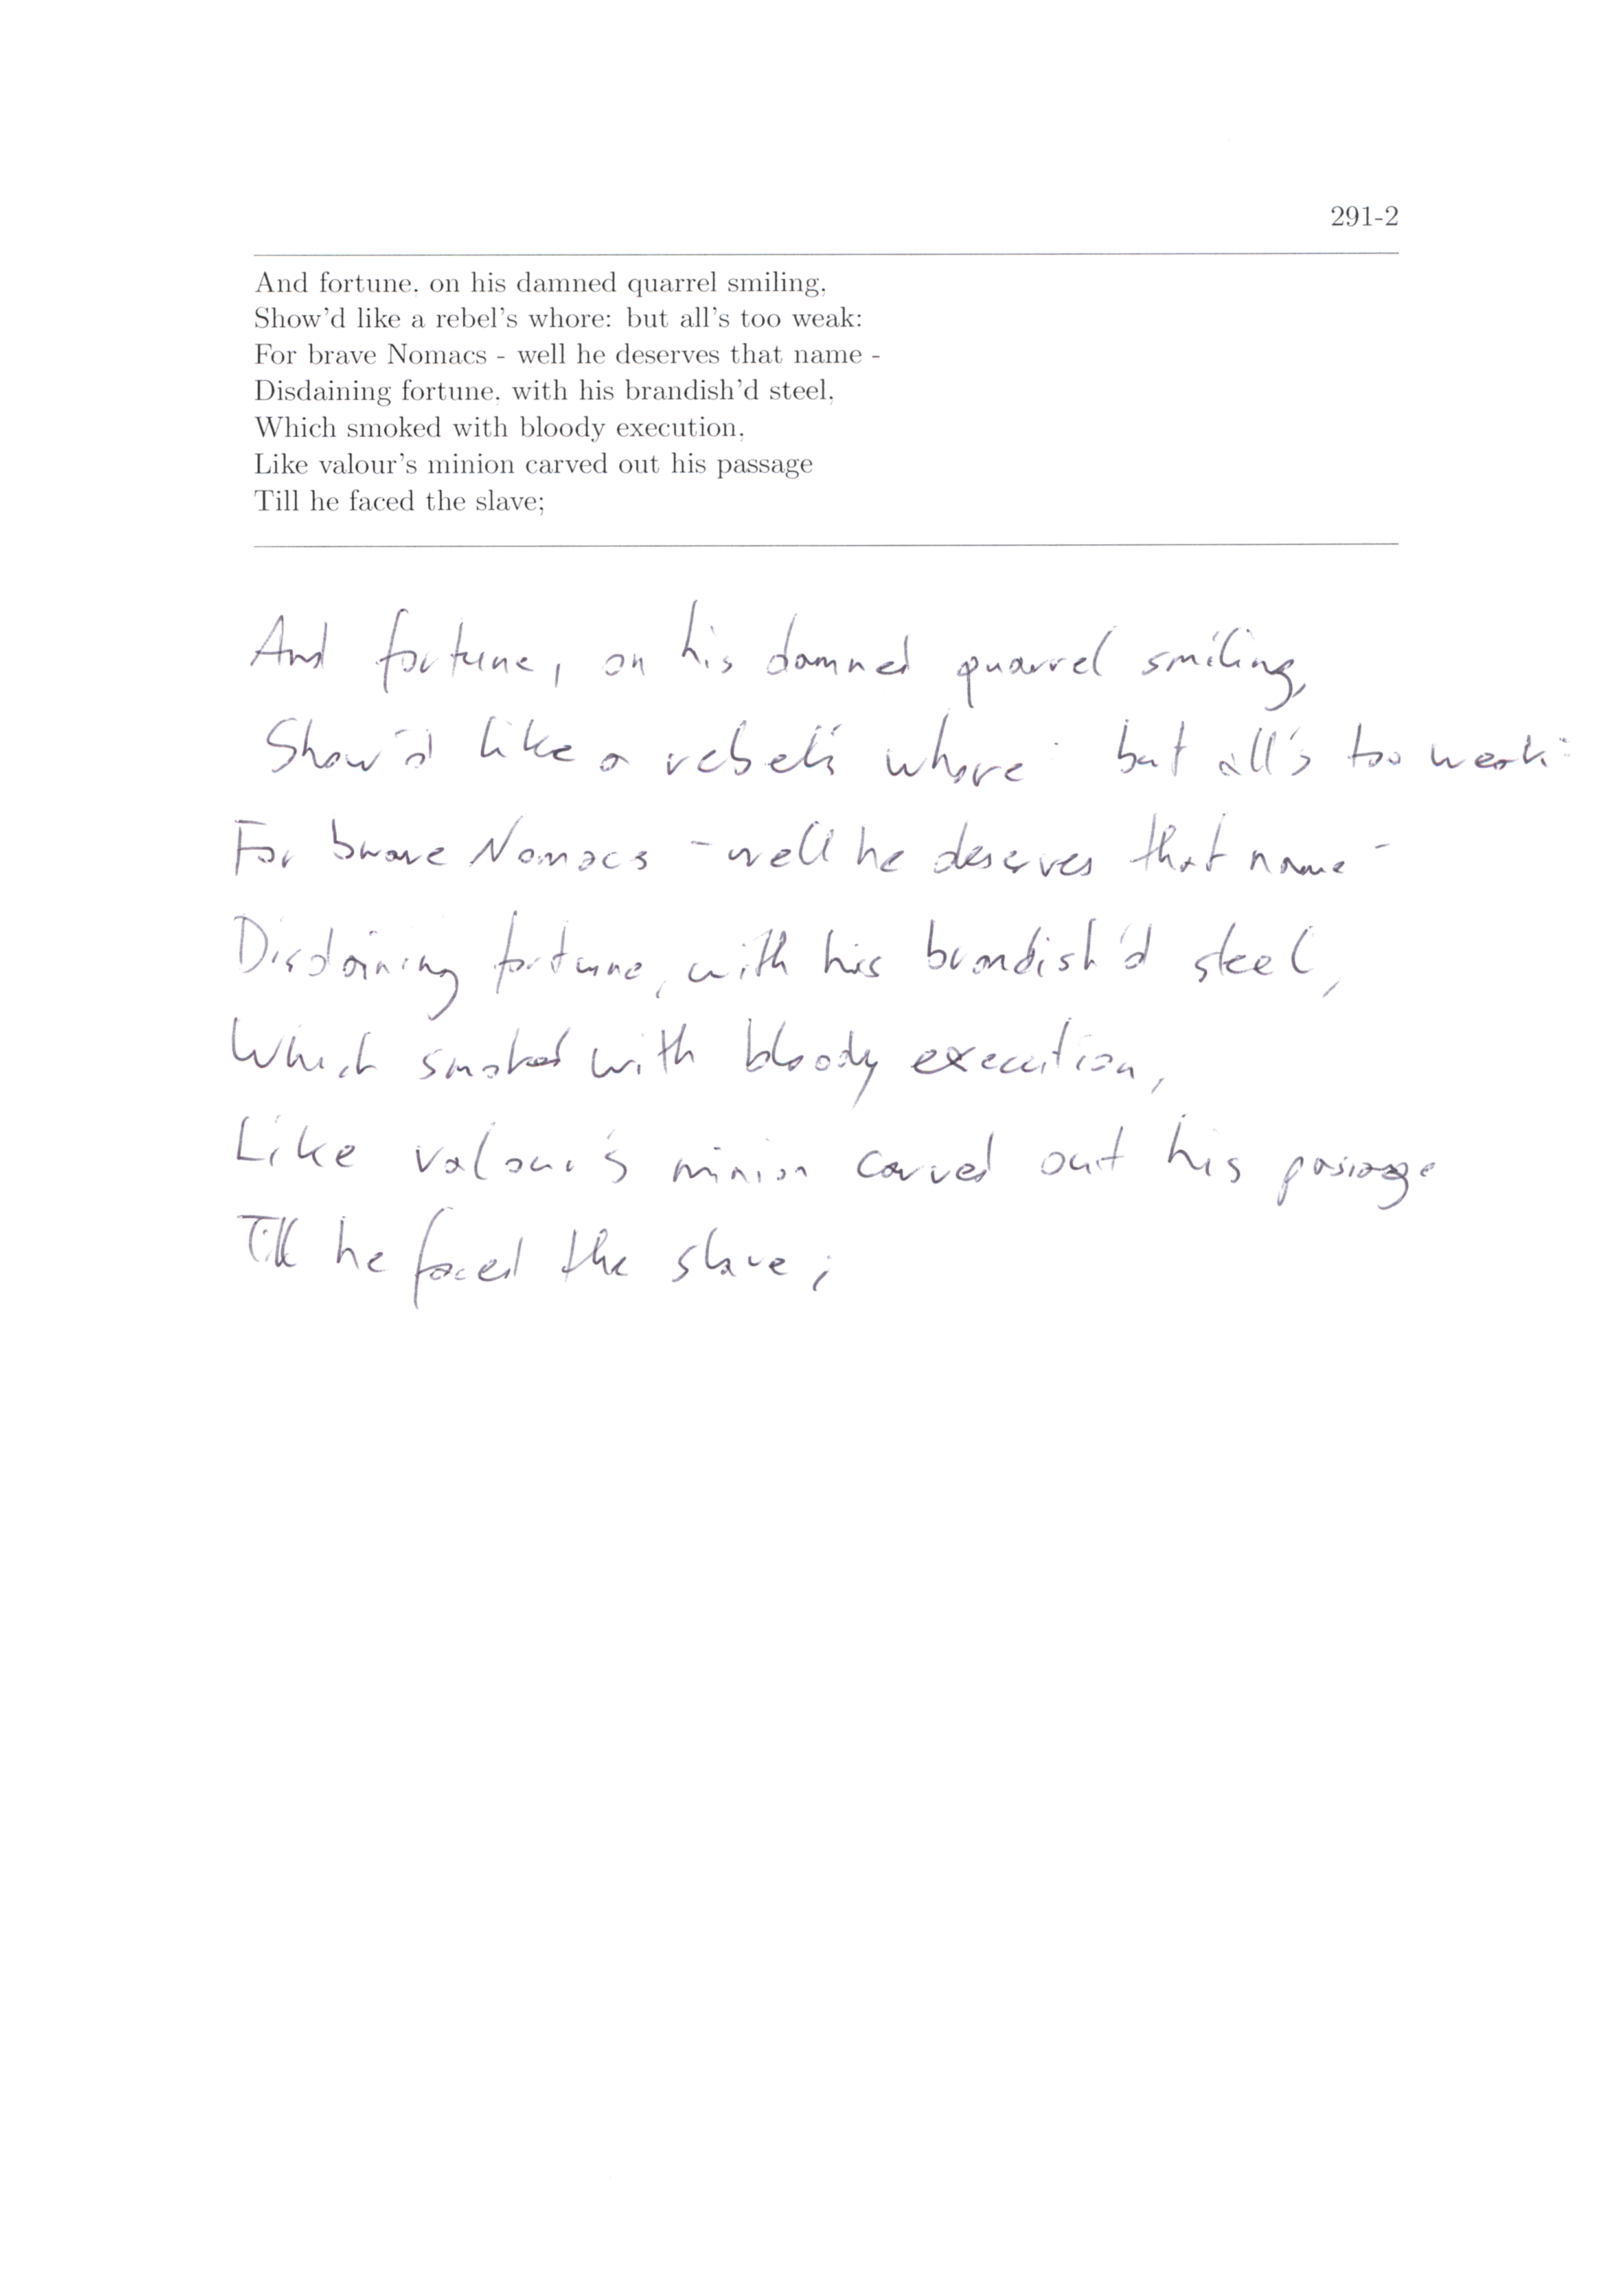 291-2
And fortune, on his damned quarrel smiling,
Show'd like a rebel's whore: but all's too weak:
For brave Nomacs - well he deserves that name -
Disdaining fortune, with his brandish'd steel,
Which smoked with bloody execution,
Like valour's minion carved out his passage
Till he faced the slave;
And fortune, on his damned quarrel smiling,
Show'd like a rebel's whore: but all's too weak:
For brave Nomacs - well he deserves that name -
Disdaining fortune, with his brandish'd steel,
Which smoked with bloody execution,
Like valour's minion carved out his passage
Till he faced the slave;